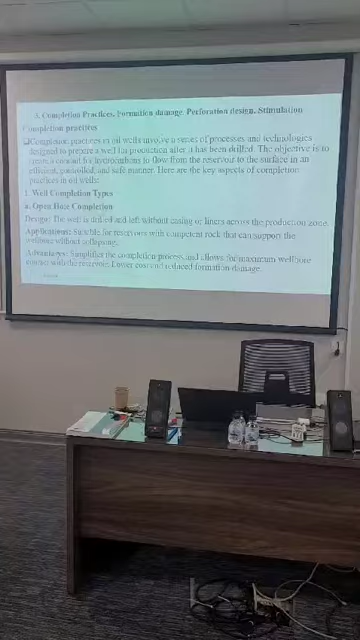 3. Completion Practices, Formation damage, Perforation design, Stimulation
Completion practices
Completion practices in oil wells involve a series of processes and technologies
designed to prepare a well for production after it has been drilled. The objective is to
create a conduit for hydrocarbons to flow from the reservoir to the surface in an
efficient, controlled, and safe manner. Here are the key aspects of completion
practices in oil wells:
1. Well Completion Types
a. Open Hole Completion
Design: The well is drilled and left without casing or liners across the production zone.
Applications: Suitable for reservoirs with competent rock that can support the
wellbore without collapsing.
Advantages: Simplifies the completion process and allows for maximum wellbore
contact with the reservoir. Lower cost and reduced formation damage.